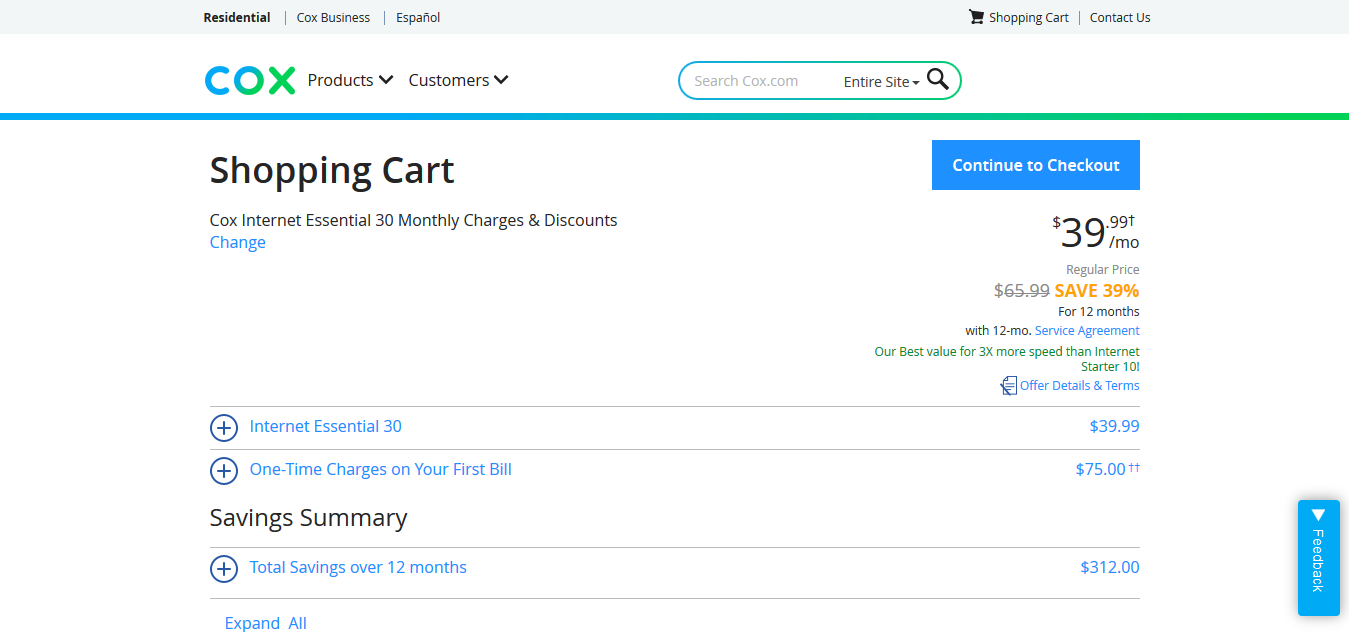 Residential Cox Business Español Shopping Cart Contact Us
COX Products Customers Search Cox.com Entire Site
Shopping Cart Continue to Checkout
Cox Internet Essential 30 Monthly Charges & Discounts $39.99†
Change /mo
Regular Price
$65.99 SAVE 39%
For 12 months
with 12-mo. Service Agreement
Our Best value for 3X more speed than Internet
Starter 10!
Offer Details & Terms
Internet Essential 30 $39.99
One-Time Charges on Your First Bill $75.00††
Savings Summary
Feedback
Total Savings over 12 months $312.00
Expand All